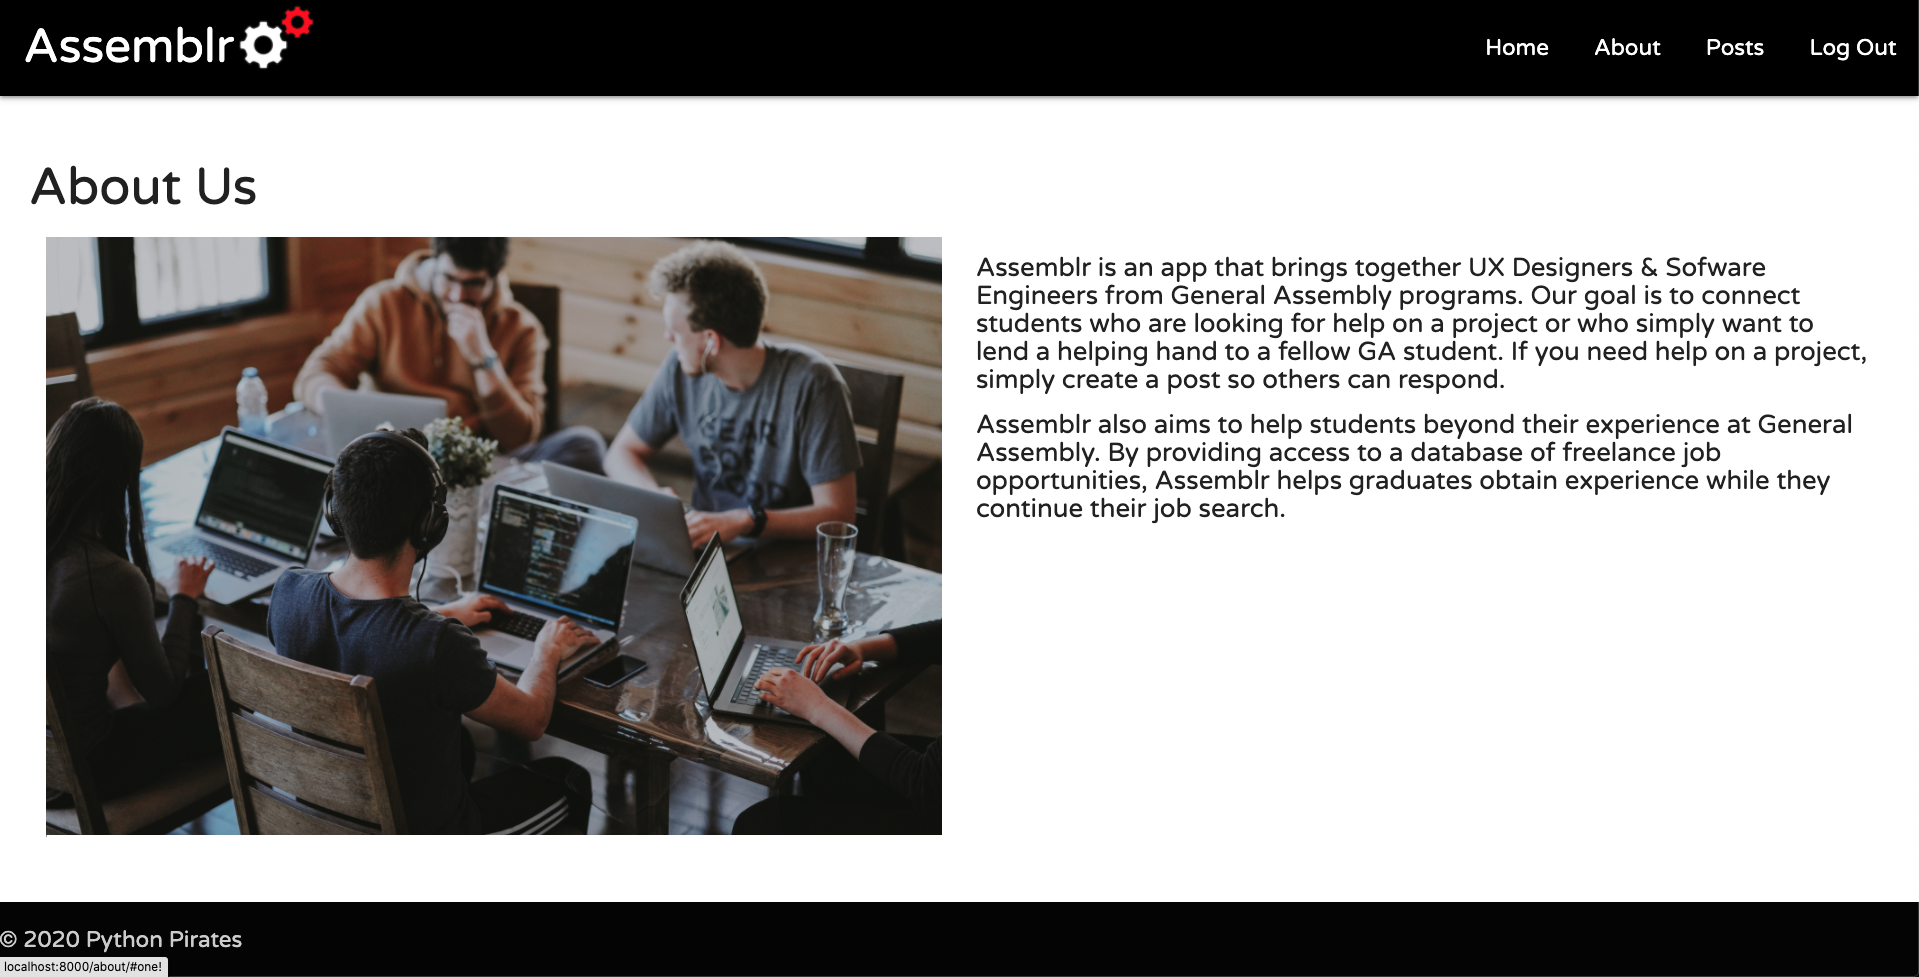 Assemblr
Home About Posts Log Out
About Us
Assemblr is an app that brings together UX Designers & Sofware
Engineers from General Assembly programs. Our goal is to connect
students who are looking for help on a project or who simply want to
lend a helping hand to a fellow GA student. If you need help on a project,
simply create a post so others can respond.
Assemblr also aims to help students beyond their experience at General
Assembly. By providing access to a database of freelance job
opportunities, Assemblr helps graduates obtain experience while they
continue their job search.
© 2020 Python Pirates
localhost:8000/about/#one!